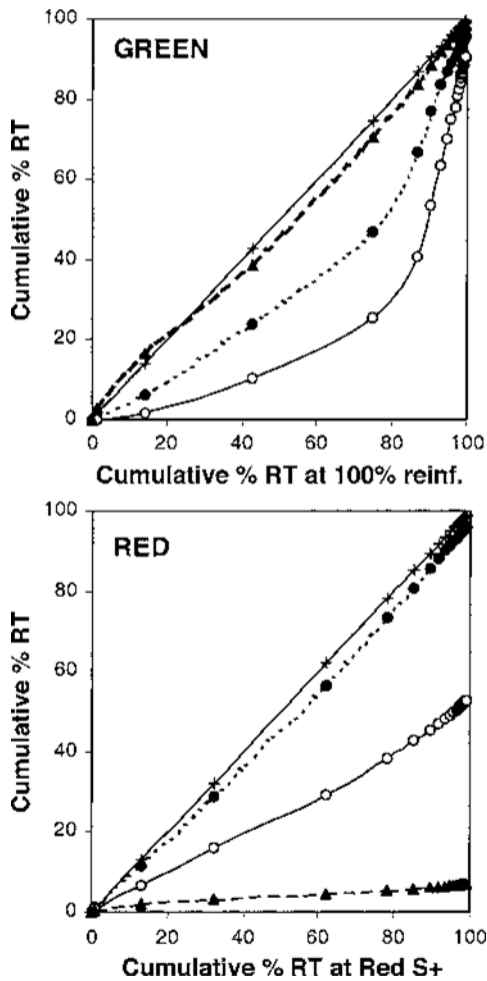 100
GREEN
80
60
40
20
0
0 20 40 60 80 100
Cumulative % RT
Cumulative % RT at 100% reinf.
100
RED
80
60
40
20
0
0 20 40 60 80 100
Cumulative % RT
Cumulative % RT at Red S+